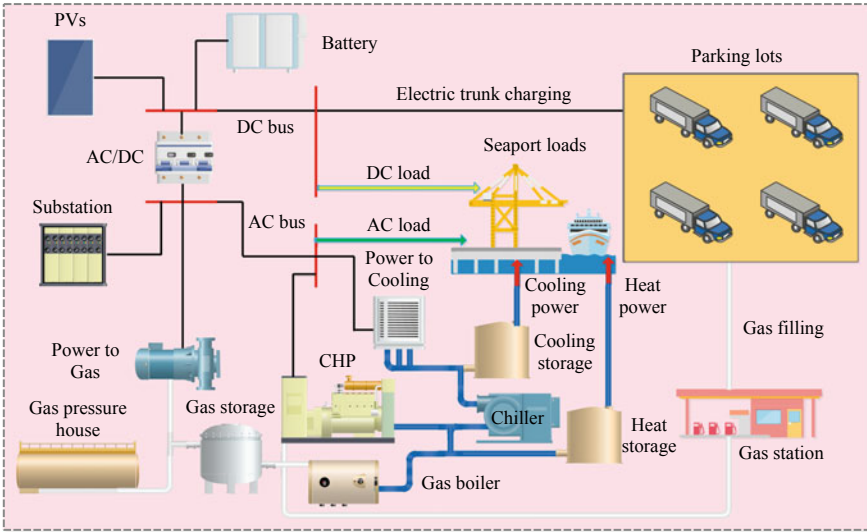 PVs
Battery
Parking lots
Electric trunk charging
DC bus
AC/DC
Seaport loads
DC load
Substation
AC bus
AC load
Power to
Cooling
Cooling
power
Heat
power
Gas filling
Power to
Gas
CHP
Cooling
storage
Gas pressure
house
Gas storage
Chiller
Heat
storage
Gas station
Gas boiler